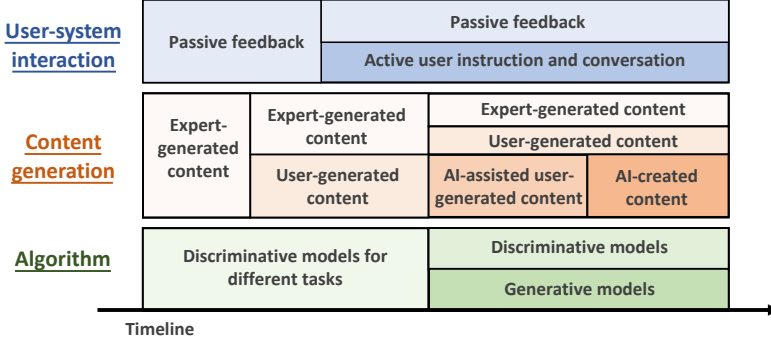 User-system
interaction
Passive feedback
Passive feedback
Active user instruction and conversation
Content
generation
Expert-
generated
content
Expert-generated
content
User-generated
content
Expert-generated content
User-generated content
AI-assisted user-
generated content
AI-created
content
Algorithm
Discriminative models for
different tasks
Discriminative models
Generative models
Timeline